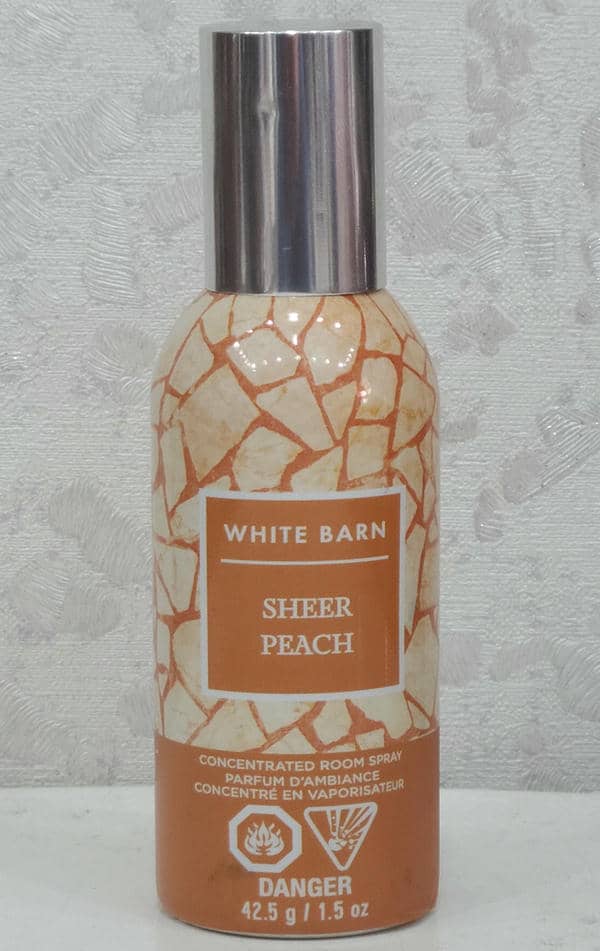 WHITE BARN
SHEER
PEACH
CONCENTRATED ROOM SPRAY
PARFUM D'AMBIANCE
CONCENTRÉ EN VAPORISATEUR
DANGER
42.5 g / 1.5 oz